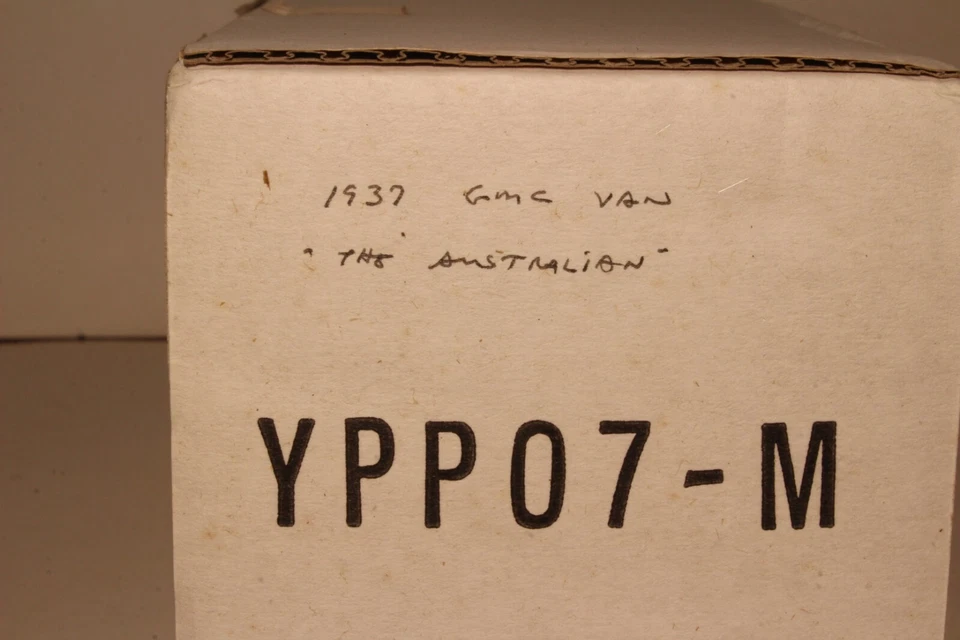 1937 GMC VAN
"THE AUSTRALIAN"
YPP07-M